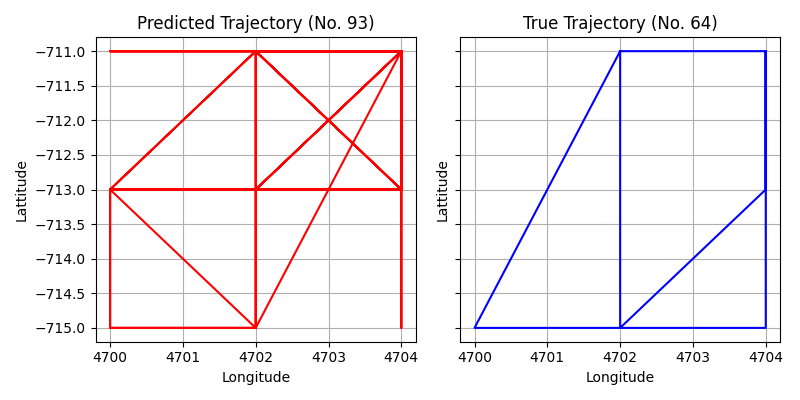 Predicted Trajectory (No. 93)
True Trajectory (No. 64)
−711.0
−711.5
−712.0
−712.5
−713.0
−713.5
−714.0
−714.5
−715.0
Lattitude
Lattitude
4700 4701 4702 4703 4704
4700 4701 4702 4703 4704
Longitude
Longitude